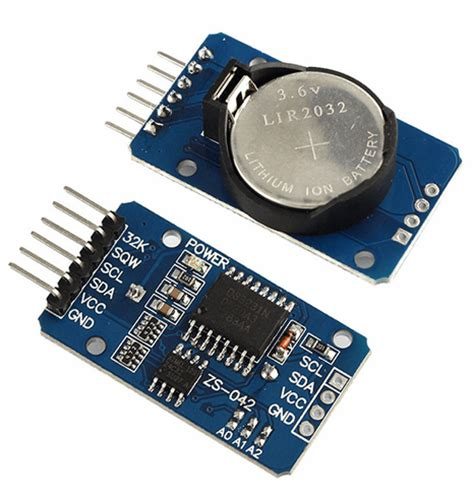 3.6v
LIR2032
+
LITHIUM ION BATTERY
32K
SQW
SCL
SDA
VCC
GND
POWER
ZS-042
A0 A1 A2
SCL
SDA
VCC
GND